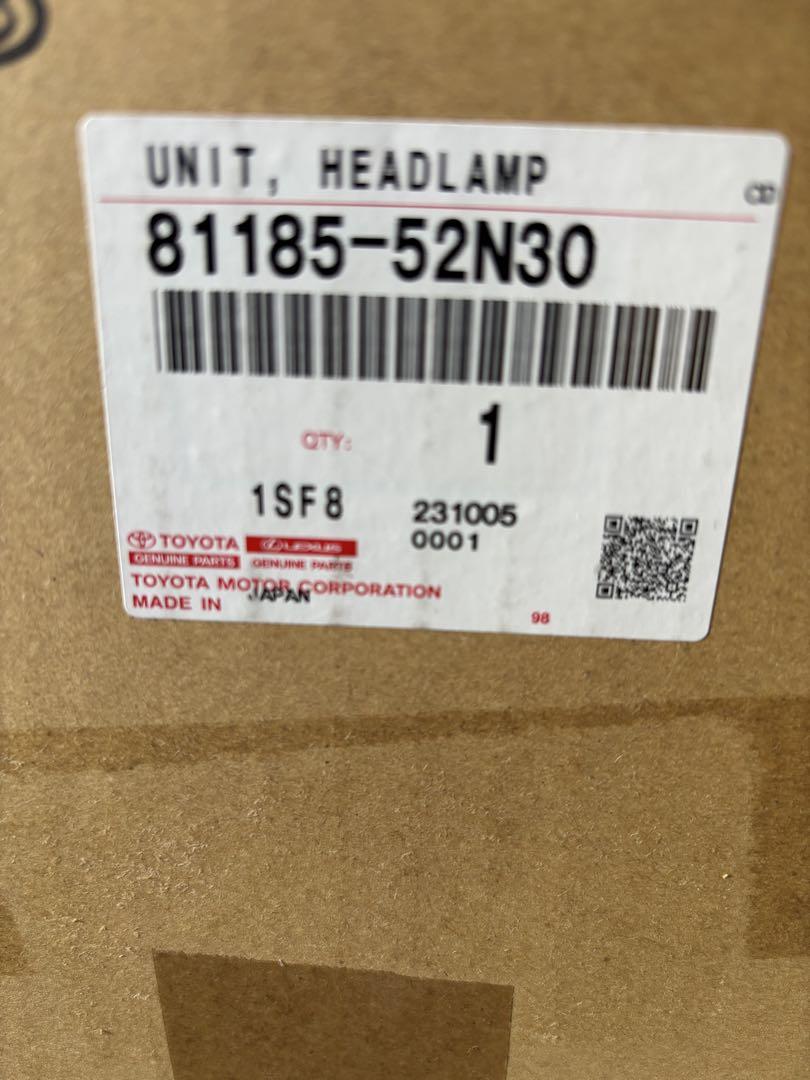 UNIT, HEADLAMP
81185-52N30
QTY: 1
1SF8 231005
TOYOTA LEXUS 0001
GENUINE PARTS GENUINE PARTS
TOYOTA MOTOR CORPORATION
MADE IN JAPAN
98